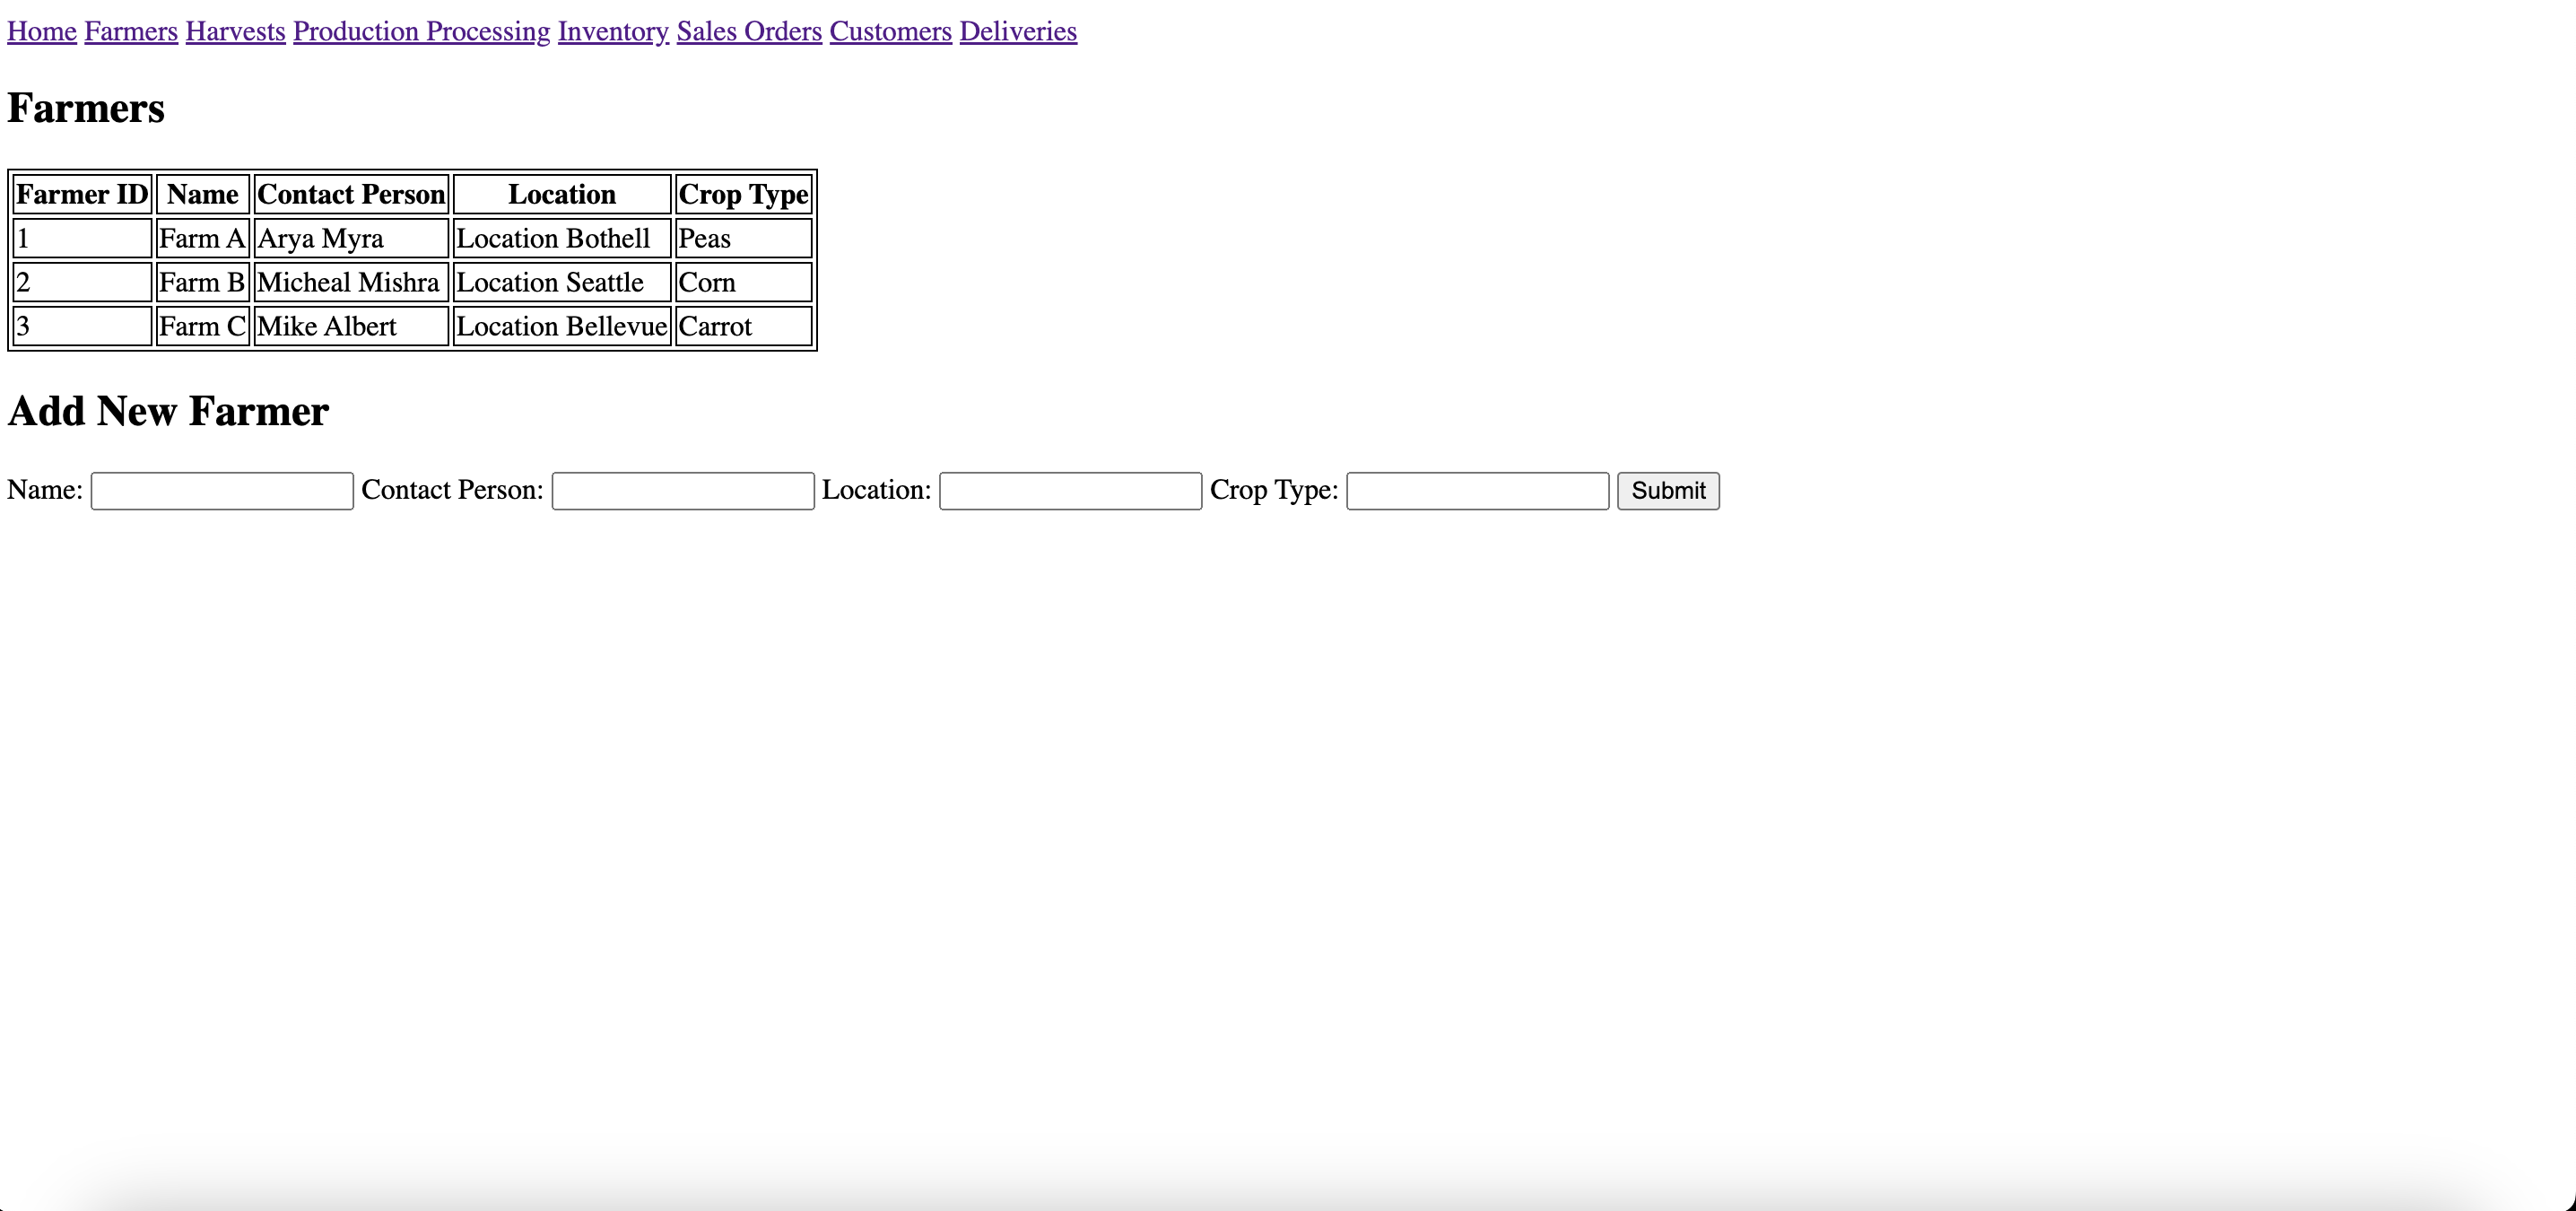 Home Farmers Harvests Production Processing Inventory Sales Orders Customers Deliveries
Farmers
Farmer ID Name Contact Person Location Crop Type
1 Farm A Arya Myra Location Bothell Peas
2 Farm B Micheal Mishra Location Seattle Corn
3 Farm C Mike Albert Location Bellevue Carrot
Add New Farmer
Name: Contact Person: Location: Crop Type: Submit